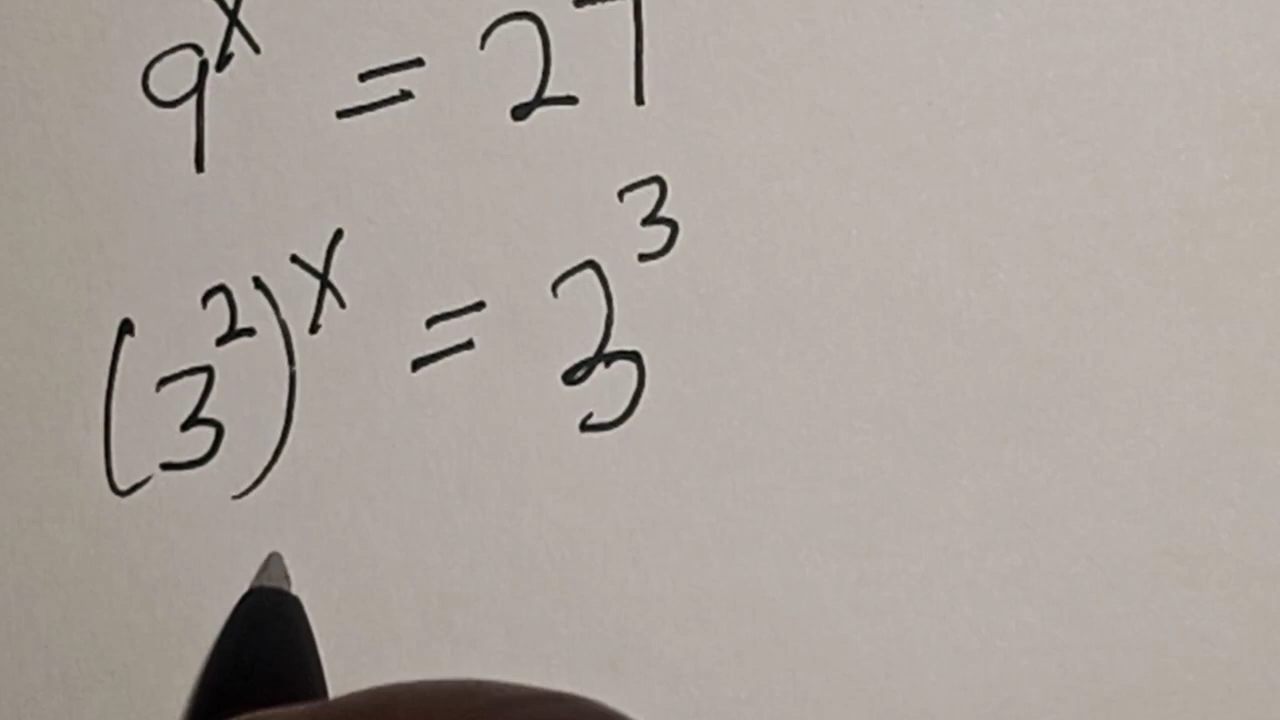 9^x = 27
(3^2)^x = 3^3